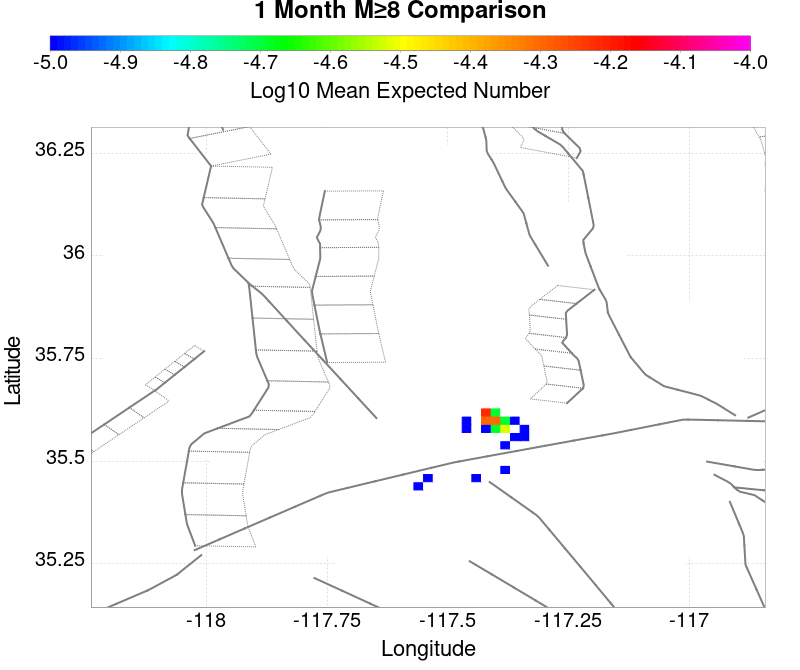 1 Month M≥8 Comparison
-5.0 -4.9 -4.8 -4.7 -4.6 -4.5 -4.4 -4.3 -4.2 -4.1 -4.0
Log10 Mean Expected Number
36.25
36
35.75
35.5
35.25
Latitude
-118 -117.75 -117.5 -117.25 -117
Longitude